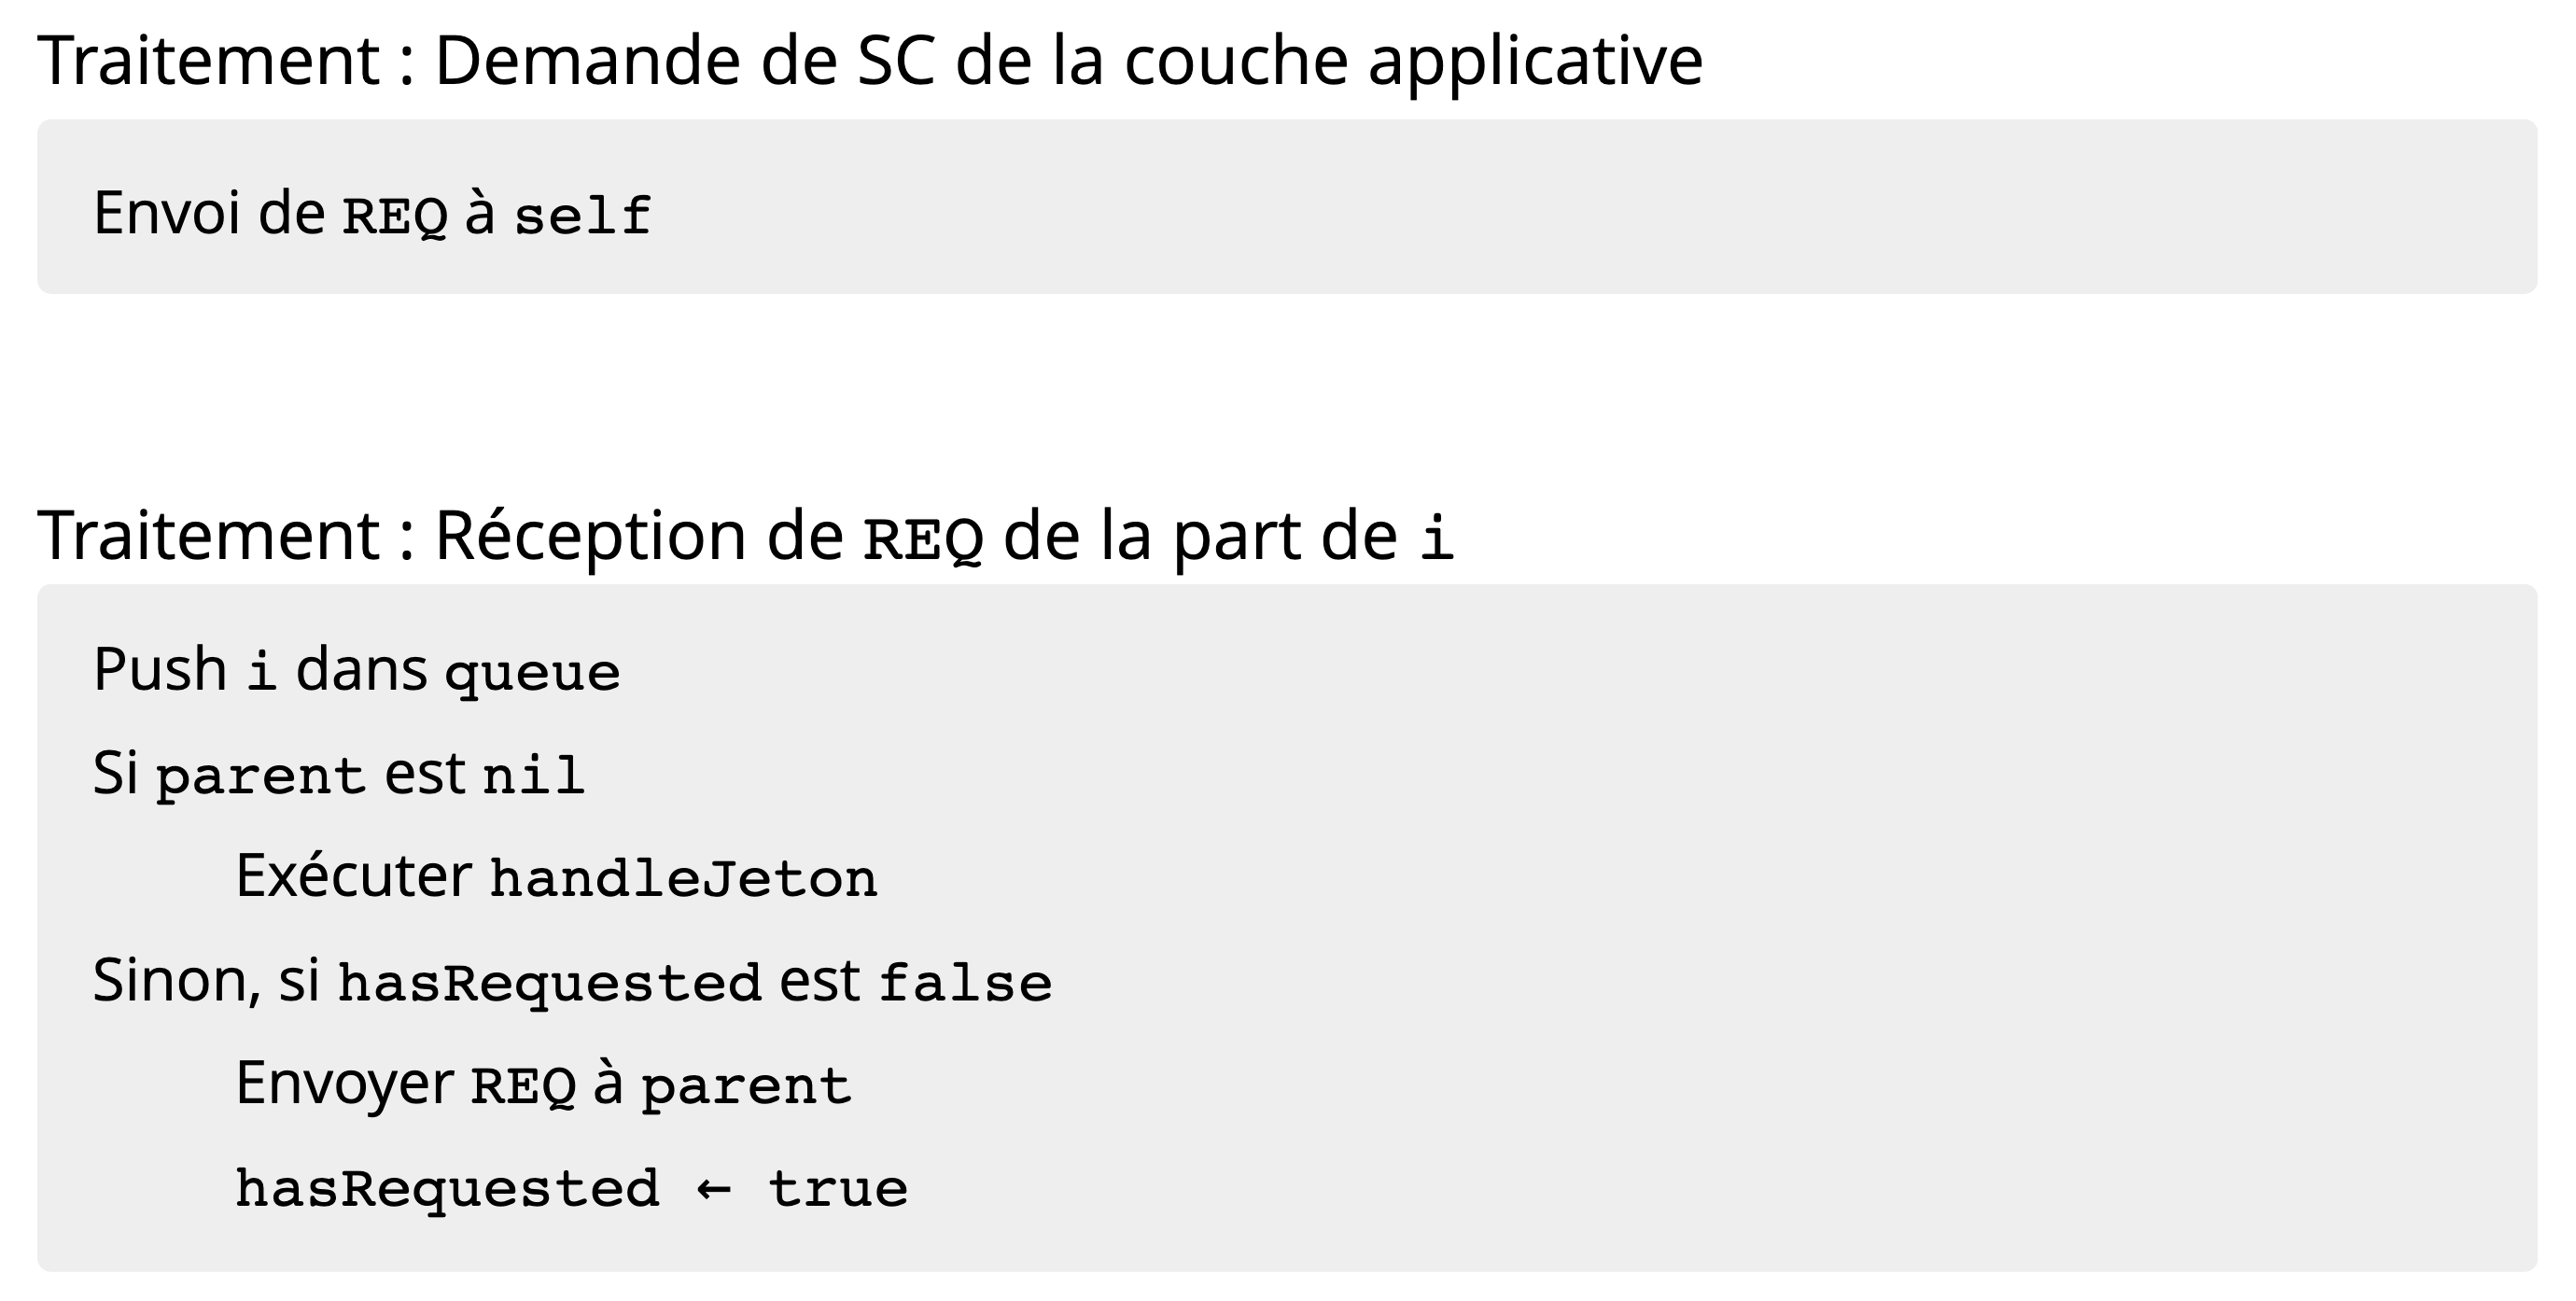 Traitement : Demande de SC de la couche applicative
Envoi de REQ à self
Traitement : Réception de REQ de la part de i
Push i dans queue
Si parent est nil
Exécuter handleJeton
Sinon, si hasRequested est false
Envoyer REQ à parent
hasRequested ← true